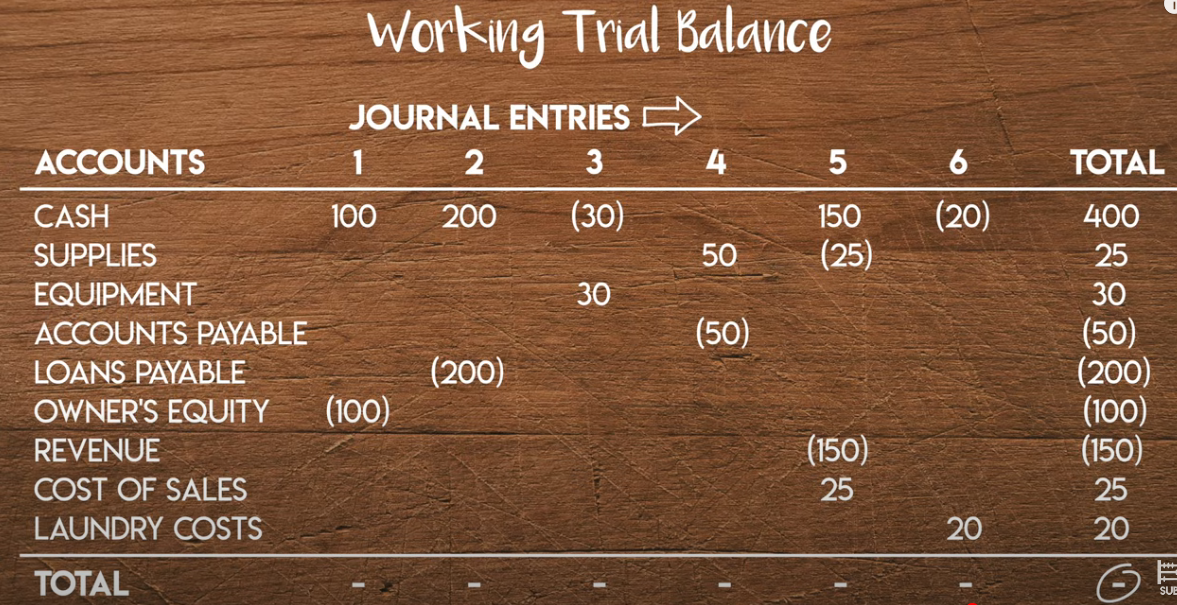 Working Trial Balance
JOURNAL ENTRIES
ACCOUNTS 1 2 3 4 5 6 TOTAL
CASH 100 200 (30) 150 (20) 400
SUPPLIES 50 (25) 25
EQUIPMENT 30 30
ACCOUNTS PAYABLE (50) (50)
LOANS PAYABLE (200) (200)
OWNER'S EQUITY (100) (100)
REVENUE (150) (150)
COST OF SALES 25 25
LAUNDRY COSTS 20 20
TOTAL - - - - - - -